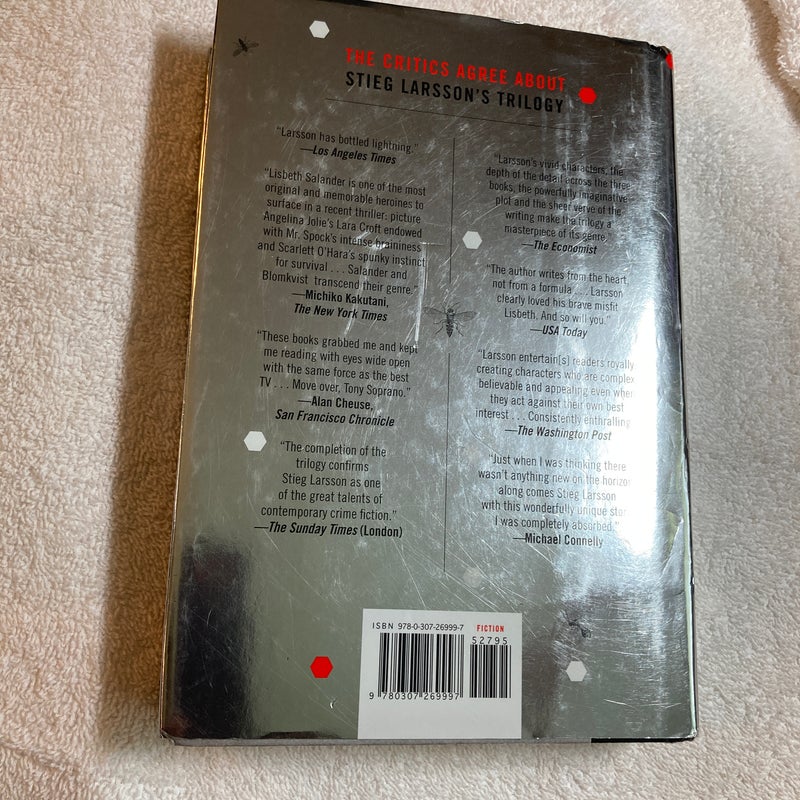 THE CRITICS AGREE ABOUT
STIEG LARSSON'S TRILOGY
"Larsson has bottled lightning."
—Los Angeles Times
"Lisbeth Salander is one of the most
original and memorable heroines to
surface in a recent thriller: picture
Angelina Jolie's Lara Croft endowed
with Mr. Spock's intense braininess
and Scarlett O'Hara's spunky instinct
for survival . . . Salander and
Blomkvist transcend their genre."
—Michiko Kakutani,
The New York Times
"These books grabbed me and kept
me reading with eyes wide open
with the same force as the best
TV . . . Move over, Tony Soprano."
—Alan Cheuse,
San Francisco Chronicle
"The completion of the
trilogy confirms
Stieg Larsson as one
of the great talents of
contemporary crime fiction."
—The Sunday Times (London)
"Larsson's vivid characters, the
depth of the detail across the three
books, the powerfully imaginative
plot and the sheer verve of the
writing make the trilogy a
masterpiece of its genre."
—The Economist
"The author writes from the heart,
not from a formula . . . Larsson
clearly loved his brave misfit
Lisbeth. And so will you."
—USA Today
"Larsson entertain[s] readers royally
creating characters who are complex
believable and appealing even when
they act against their own best
interest . . . Consistently enthralling
—The Washington Post
"Just when I was thinking there
wasn't anything new on the horizon
along comes Stieg Larsson
with this wonderfully unique story
I was completely absorbed."
—Michael Connelly
ISBN 978-0-307-26999-7 FICTION
52795
9 780307 269997